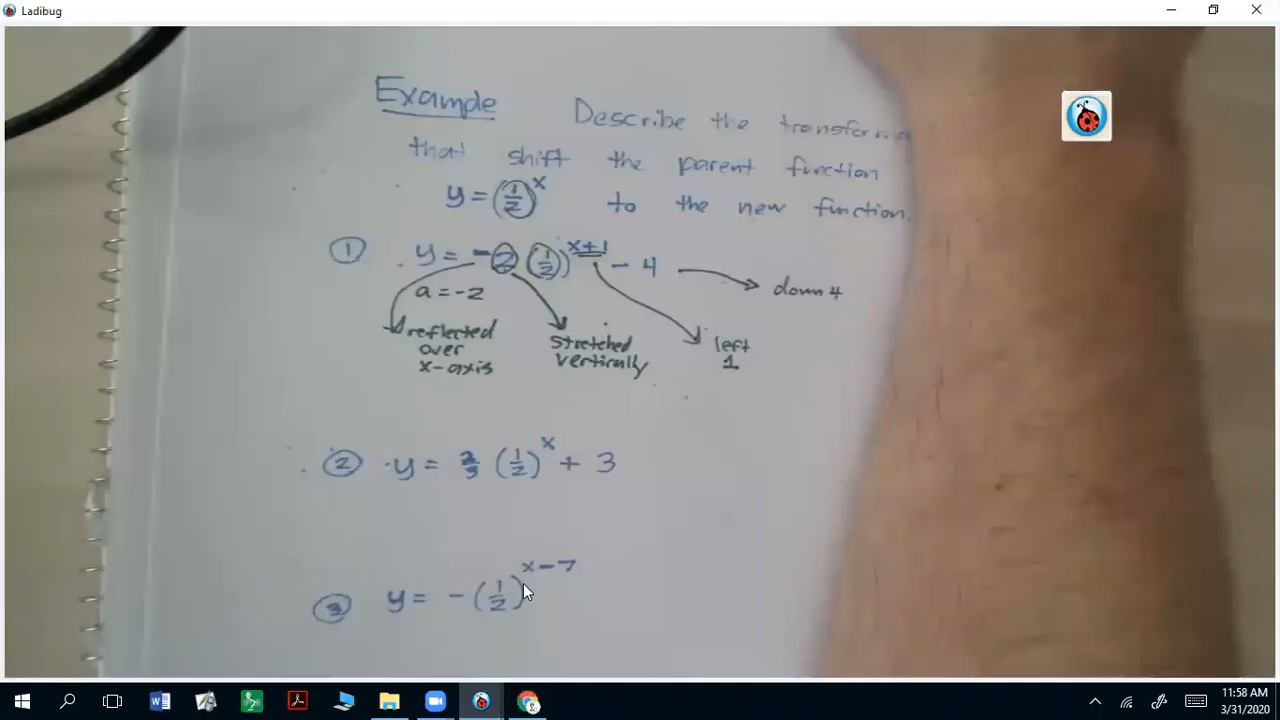 Ladibug
Example Describe the
that shift the parent function
y = (1/2)^x to the new function.
① y = -2 (1/2)^(x+1) - 4
down 4
a = -2
reflected over x-axis
Stretched vertically
left 1
② y = 2/3 (1/2)^x + 3
③ y = - (1/2)^(x-7)
11:58 AM
3/31/2020